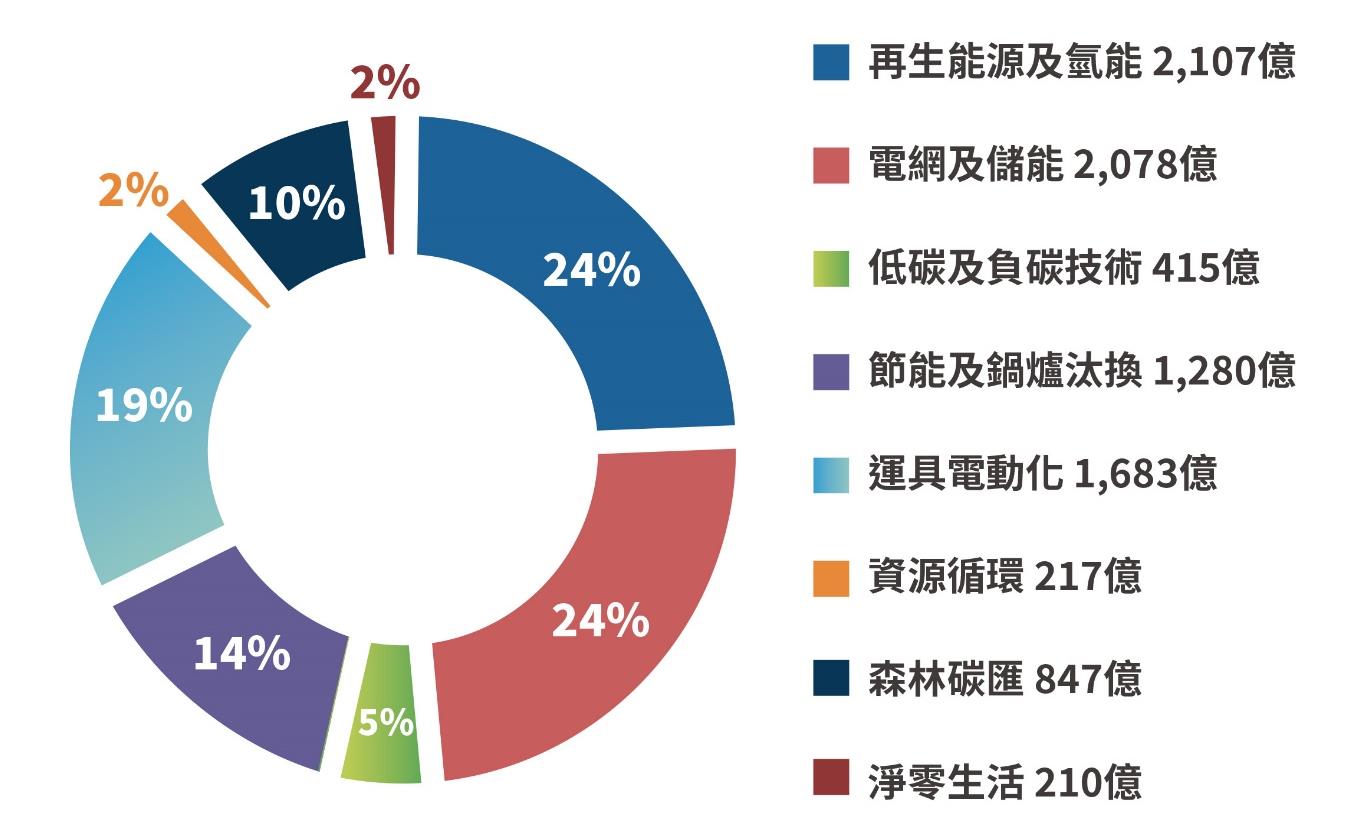 2%
10%
2%
24%
19%
24%
14%
5%
再生能源及氫能 2,107億
電網及儲能 2,078億
低碳及負碳技術 415億
節能及鍋爐汰換 1,280億
運具電動化 1,683億
資源循環 217億
森林碳匯 847億
淨零生活 210億